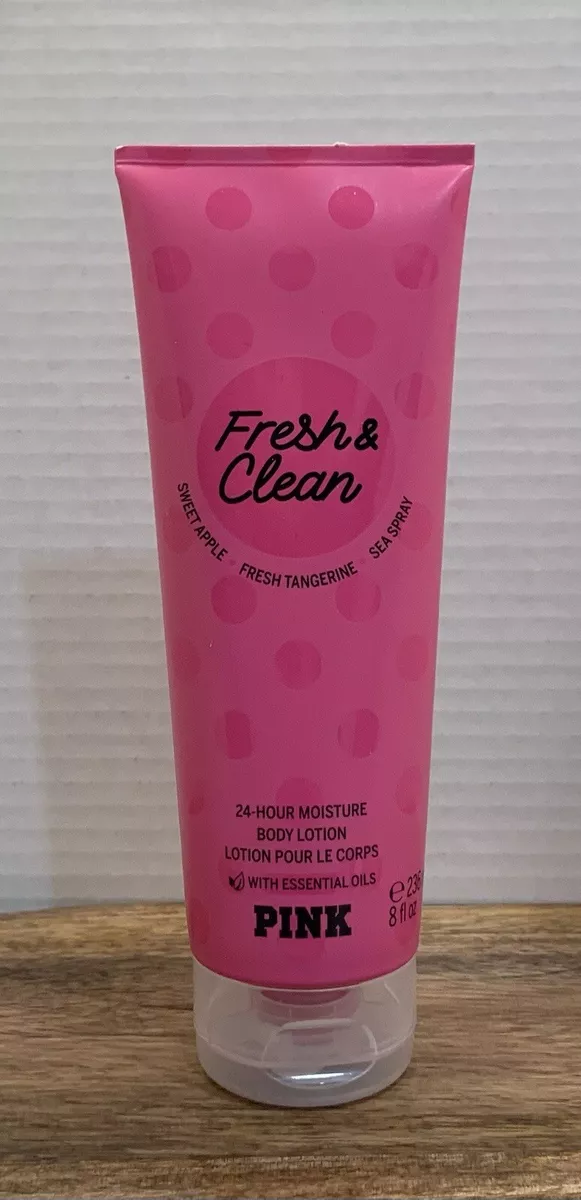 Fresh &
Clean
SWEET APPLE • FRESH TANGERINE • SEA SPRAY
24-HOUR MOISTURE
BODY LOTION
LOTION POUR LE CORPS
WITH ESSENTIAL OILS
PINK
e 236
8 fl oz